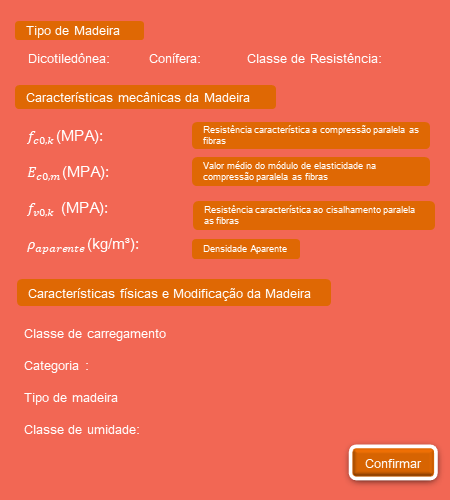 Tipo de Madeira
Dicotiledônea: Conífera: Classe de Resistência:
Características mecânicas da Madeira
f_{c0,k} (MPA): Resistência característica a compressão paralela as
fibras
E_{c0,m} (MPA): Valor médio do módulo de elasticidade na
compressão paralela as fibras
f_{v0,k} (MPA): Resistência característica ao cisalhamento paralela
as fibras
ρ_{aparente} (kg/m³): Densidade Aparente
Características físicas e Modificação da Madeira
Classe de carregamento
Categoria :
Tipo de madeira
Classe de umidade:
Confirmar